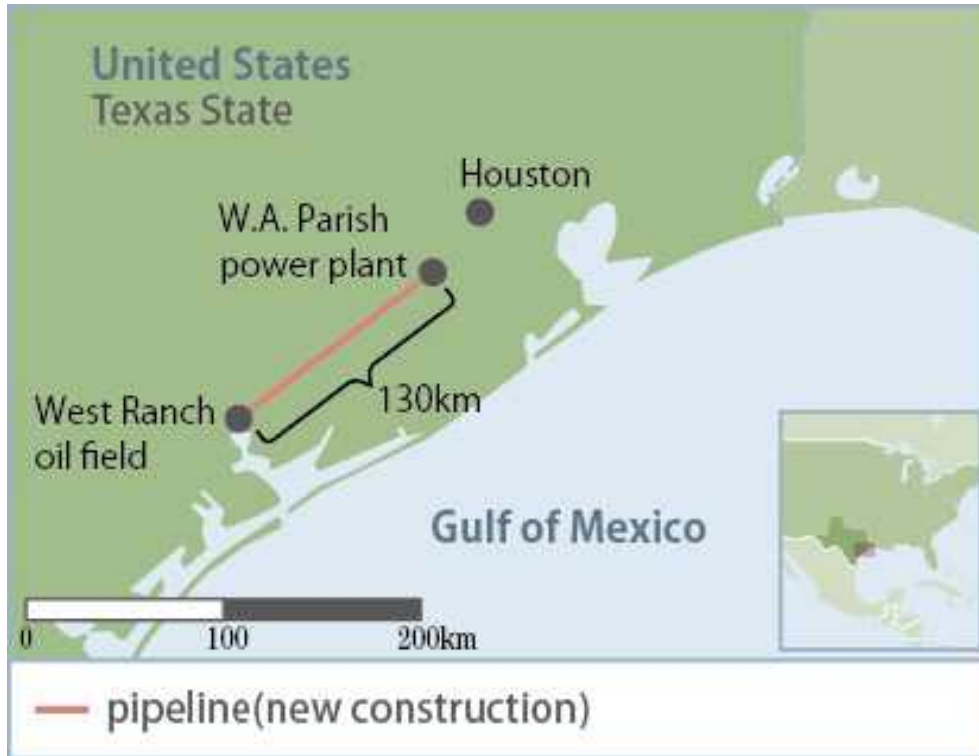 United States
Texas State
Houston
W.A. Parish
power plant
130km
West Ranch
oil field
Gulf of Mexico
0 100 200km
pipeline(new construction)